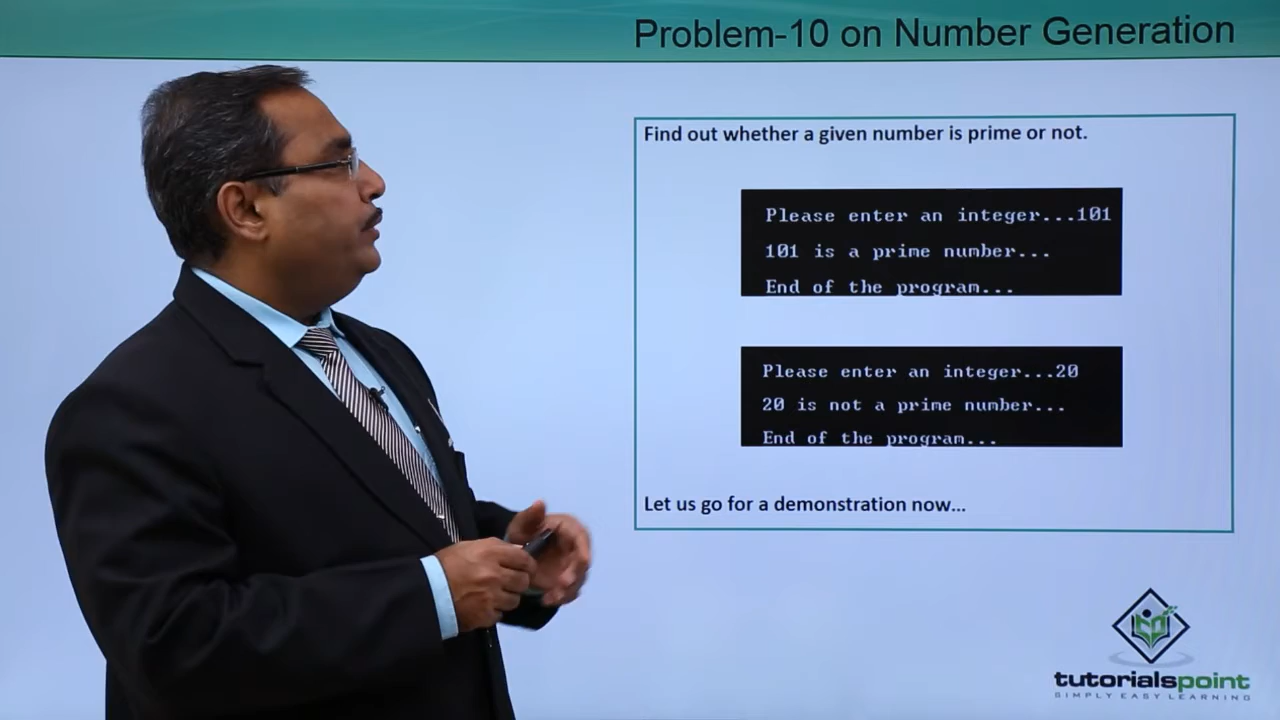 Problem-10 on Number Generation
Find out whether a given number is prime or not.
Please enter an integer...101
101 is a prime number...
End of the program...
Please enter an integer...20
20 is not a prime number...
End of the program...
Let us go for a demonstration now...
tutorialspoint
SIMPLY EASY LEARNING